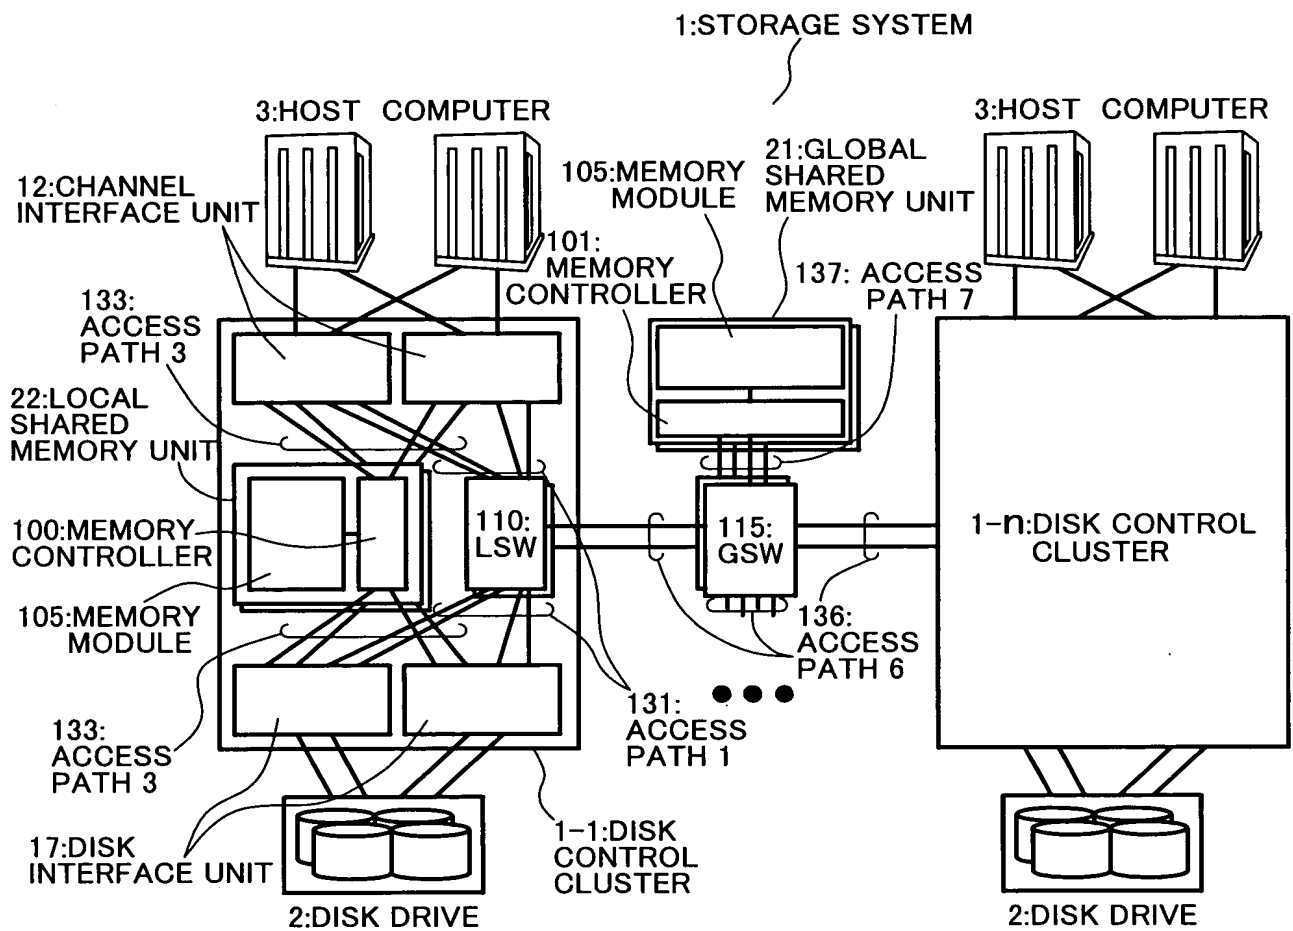 1:STORAGE SYSTEM
3:HOST COMPUTER
3:HOST COMPUTER
12:CHANNEL
INTERFACE UNIT
105:MEMORY
MODULE
21:GLOBAL
SHARED
MEMORY UNIT
101:
MEMORY
CONTROLLER
137: ACCESS
PATH 7
133:
ACCESS
PATH 3
22:LOCAL
SHARED
MEMORY UNIT
100:MEMORY
CONTROLLER
105:MEMORY
MODULE
110:
LSW
115:
GSW
1-n:DISK CONTROL
CLUSTER
136:
ACCESS
PATH 6
131:
ACCESS
PATH 1
133:
ACCESS
PATH 3
17:DISK
INTERFACE UNIT
1-1:DISK
CONTROL
CLUSTER
2:DISK DRIVE
2:DISK DRIVE